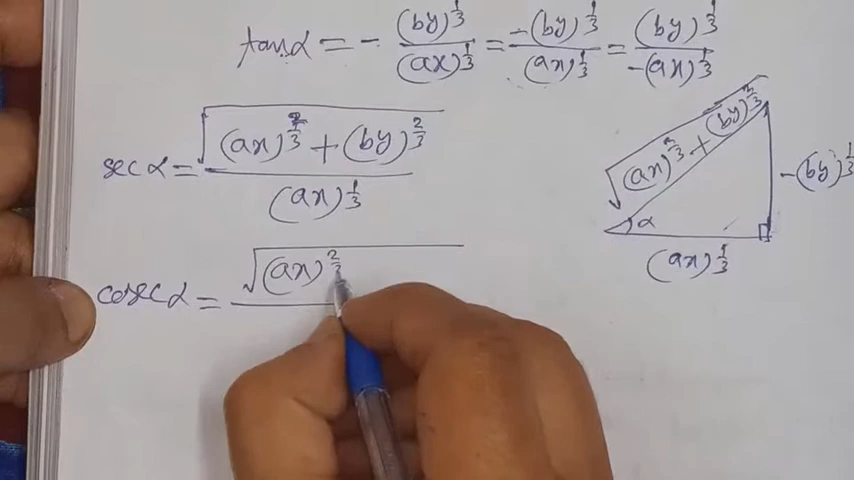 tanα = - (by)^1/3 / (ax)^1/3 = -(by)^1/3 / (ax)^1/3 = (by)^1/3 / -(ax)^1/3
secα = √((ax)^2/3 + (by)^2/3) / (ax)^1/3
√((ax)^2/3 + (by)^2/3)
-(by)^1/3
α
(ax)^1/3
cosecα = √(ax)^2/3